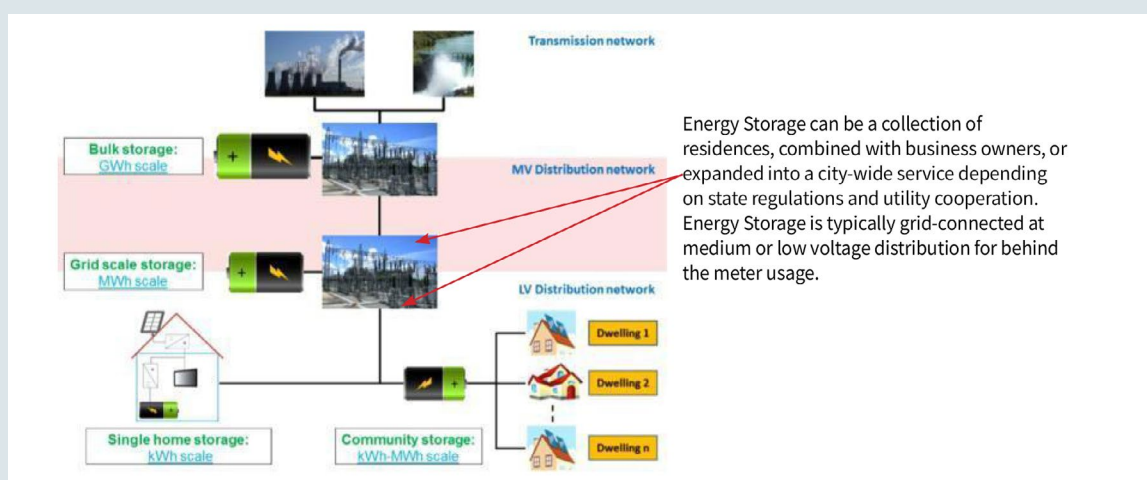 Transmission network
Bulk storage:
GWh scale
MV Distribution network
Energy Storage can be a collection of
residences, combined with business owners, or
expanded into a city-wide service depending
on state regulations and utility cooperation.
Energy Storage is typically grid-connected at
medium or low voltage distribution for behind
the meter usage.
Grid scale storage:
MWh scale
LV Distribution network
Dwelling 1
Dwelling 2
Dwelling n
Single home storage:
kWh scale
Community storage:
kWh-MWh scale